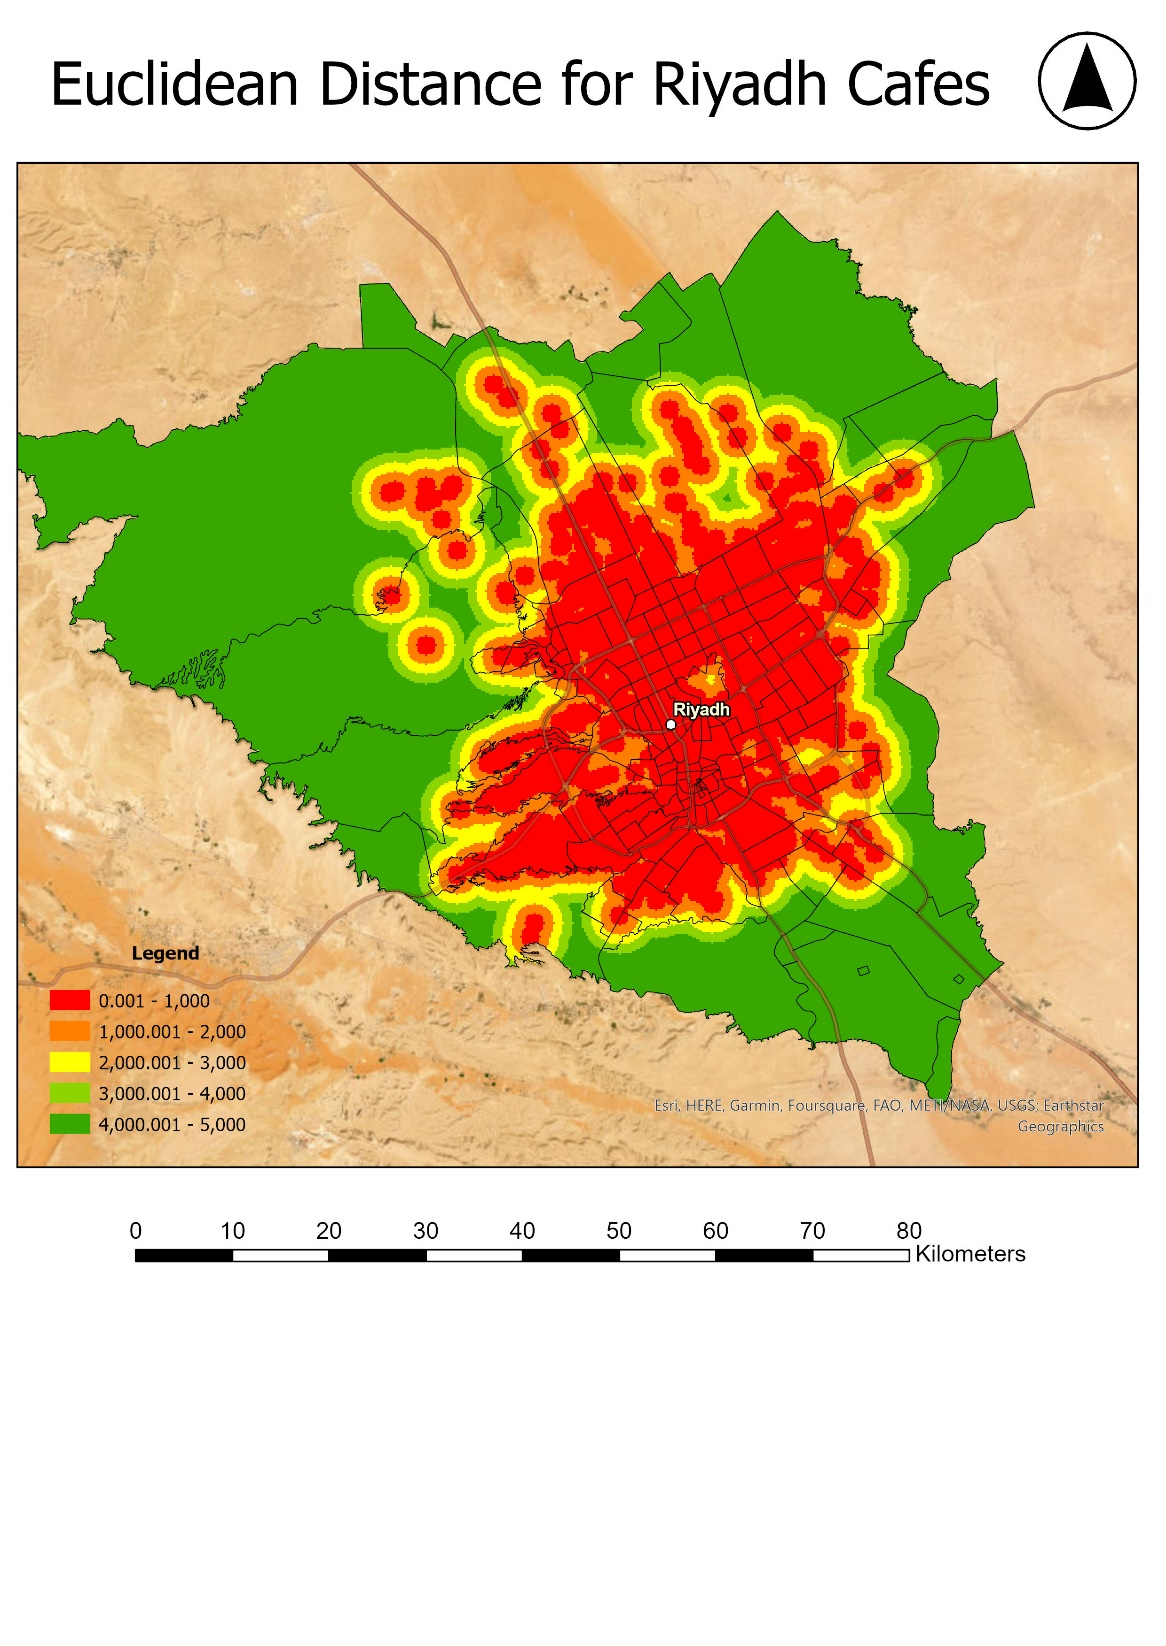 Euclidean Distance for Riyadh Cafes
Riyadh
Legend
0.001 - 1,000
1,000.001 - 2,000
2,000.001 - 3,000
3,000.001 - 4,000
4,000.001 - 5,000
Esri, HERE, Garmin, Foursquare, FAO, METI/NASA, USGS; Earthstar
Geographics
0 10 20 30 40 50 60 70 80
Kilometers